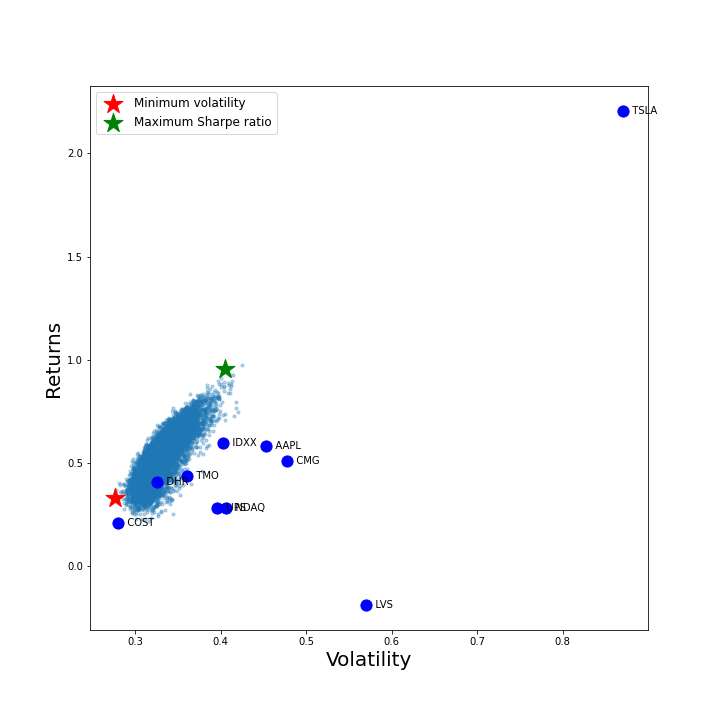 Minimum volatility
Maximum Sharpe ratio
TSLA
2.0
1.5
1.0
IDXX
AAPL
CMG
0.5
TMO
DHR
NDAQ
COST
0.0
LVS
0.3 0.4 0.5 0.6 0.7 0.8
Volatility
Returns